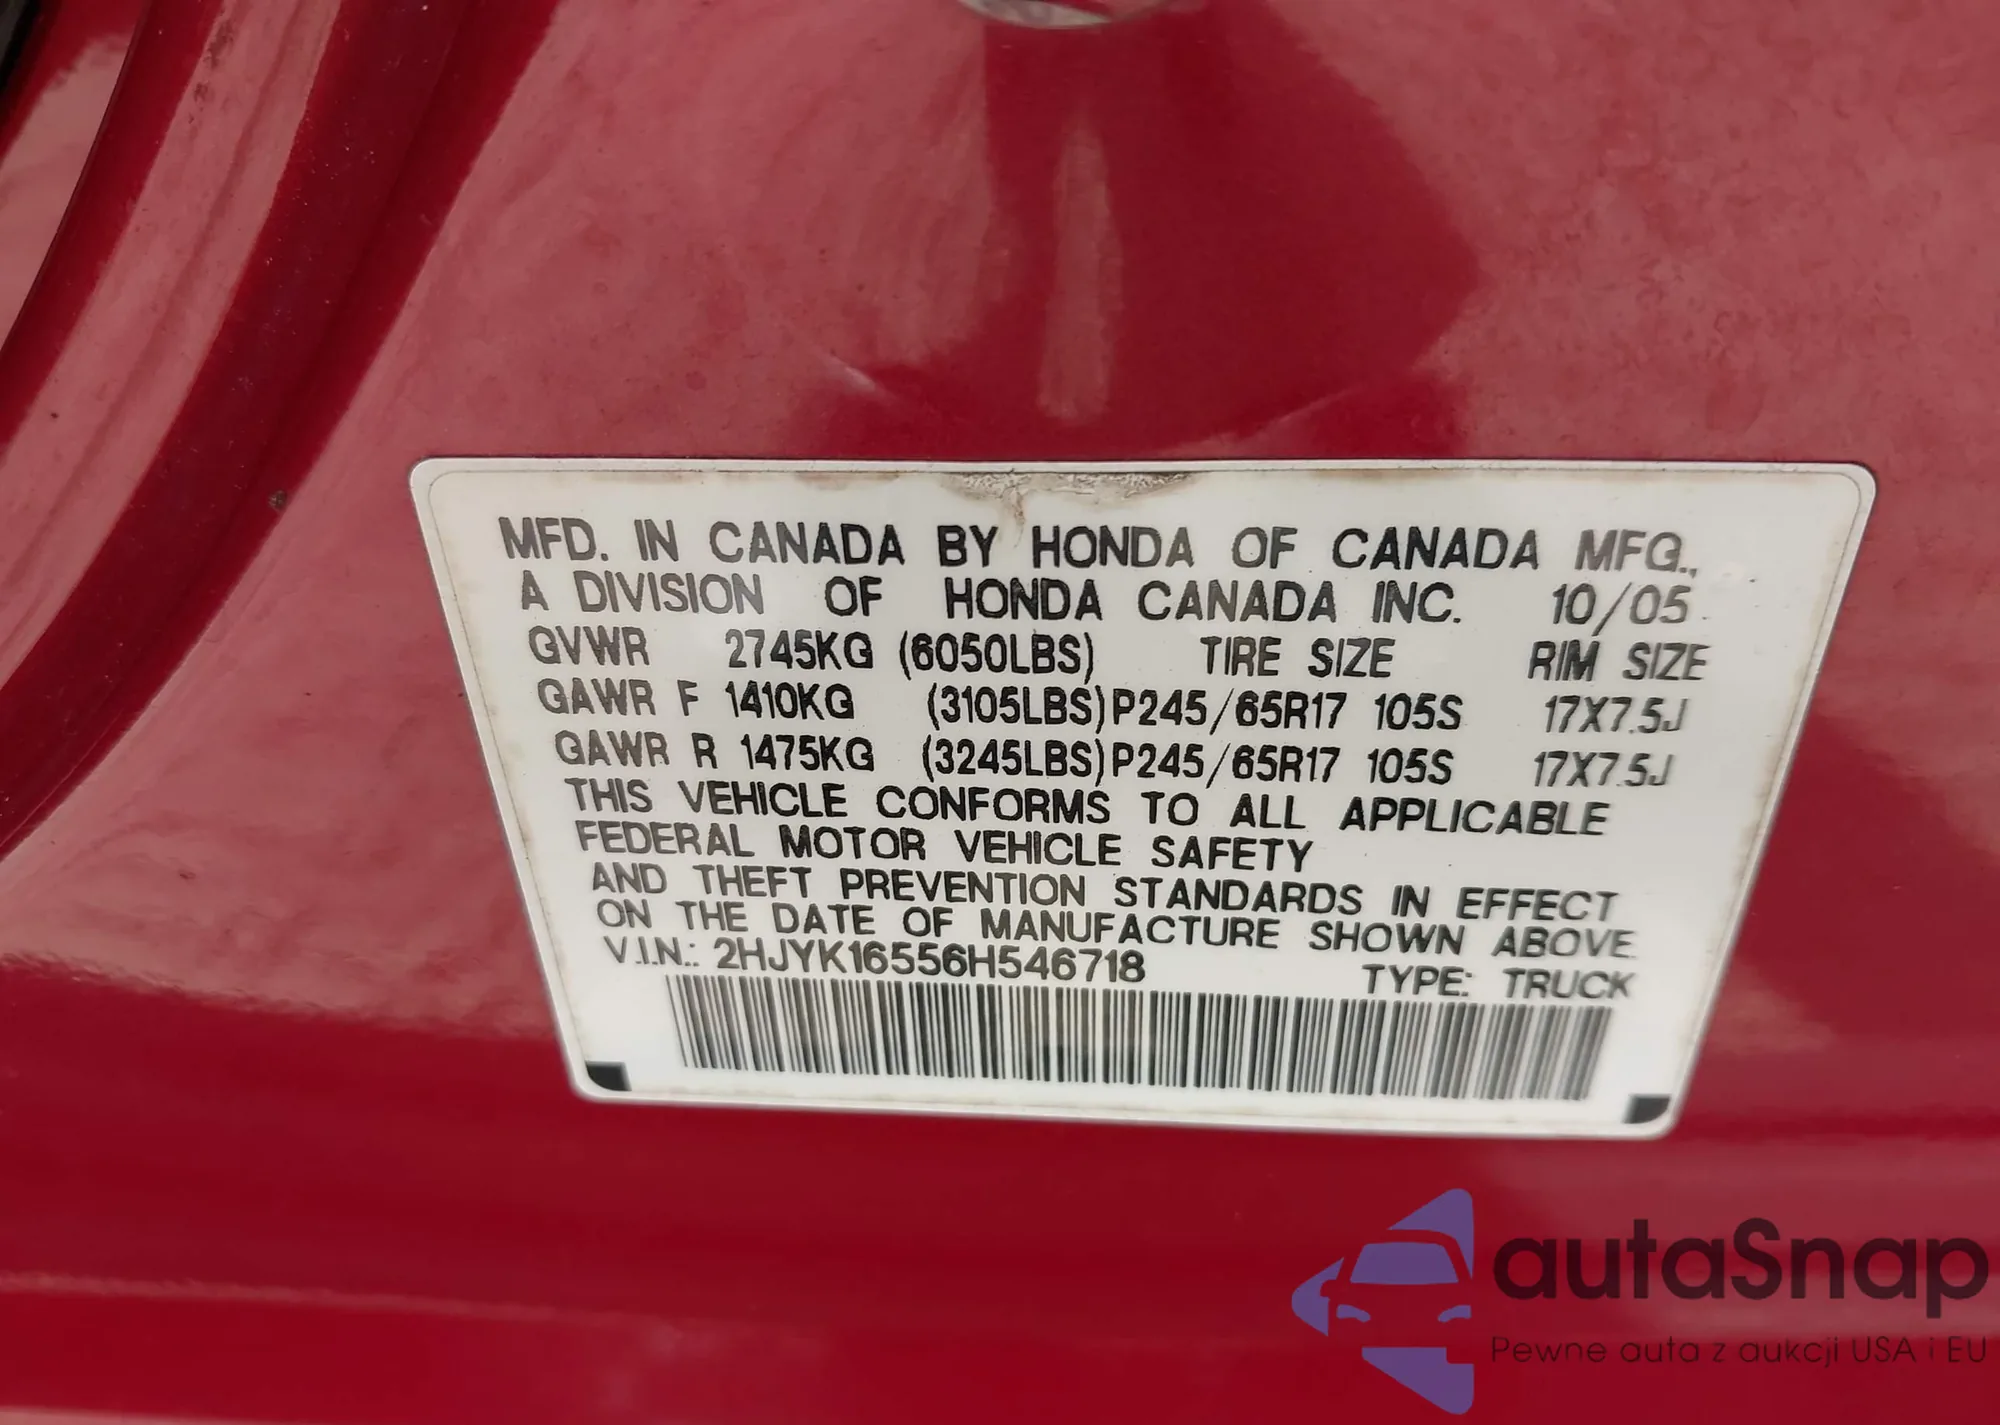 MFD. IN CANADA BY HONDA OF CANADA MFG.,
A DIVISION OF HONDA CANADA INC. 10/05
GVWR 2745KG (6050LBS) TIRE SIZE RIM SIZE
GAWR F 1410KG (3105LBS) P245/65R17 105S 17X7.5J
GAWR R 1475KG (3245LBS) P245/65R17 105S 17X7.5J
THIS VEHICLE CONFORMS TO ALL APPLICABLE
FEDERAL MOTOR VEHICLE SAFETY
AND THEFT PREVENTION STANDARDS IN EFFECT
ON THE DATE OF MANUFACTURE SHOWN ABOVE.
V.I.N.: 2HJYK16556H546718 TYPE: TRUCK
autaSnap
Pewne auta z aukcji USA i EU